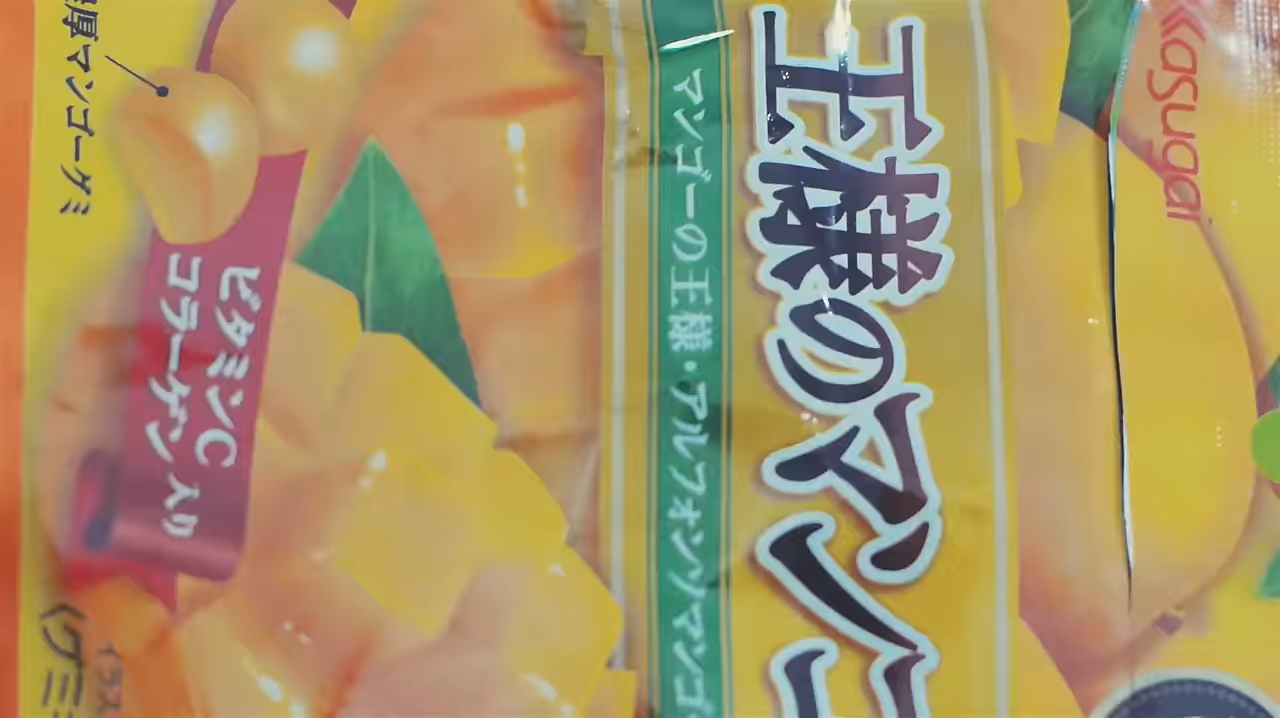 Kasugai
王様のマン
マンゴーの王様・アルフォンソマンゴ
ビタミンC
コラーゲン入り
厚マンゴーグミ